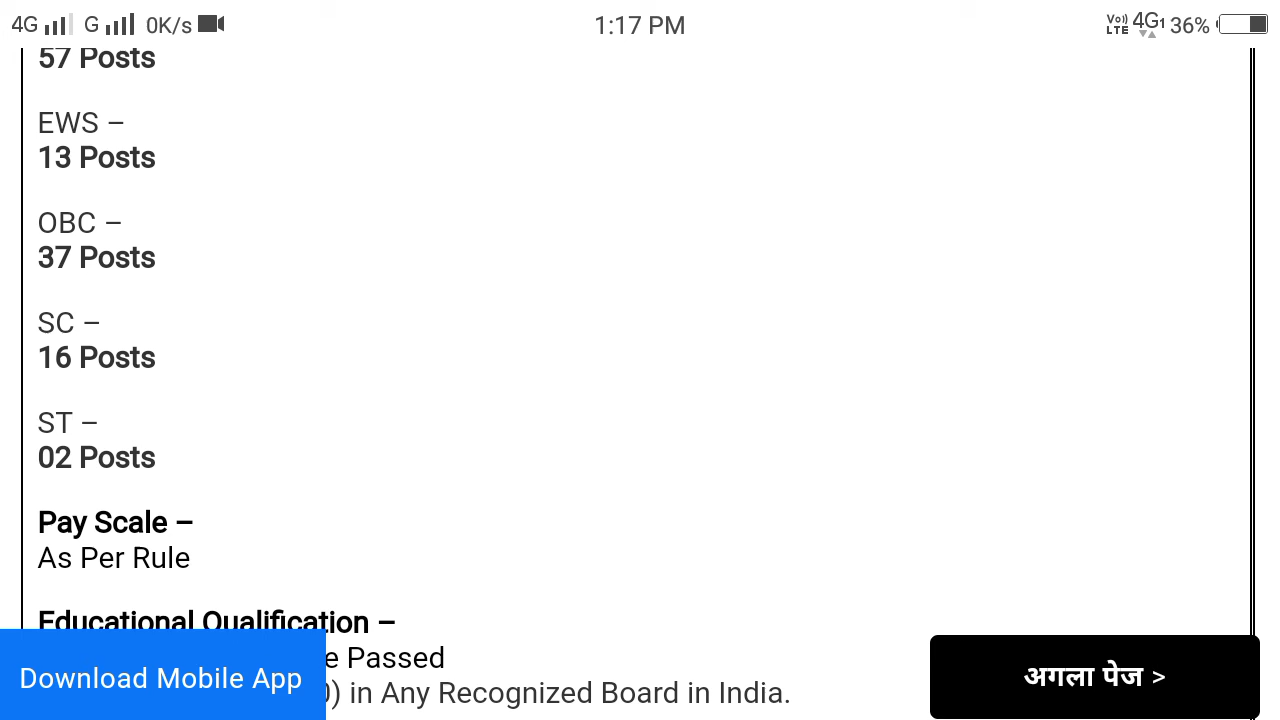 4G G 0K/s 1:17 PM Vo)) LTE 4G1 36%
57 Posts
EWS –
13 Posts
OBC –
37 Posts
SC –
16 Posts
ST –
02 Posts
Pay Scale –
As Per Rule
Educational Qualification –
e Passed
) in Any Recognized Board in India.
Download Mobile App
अगला पेज >